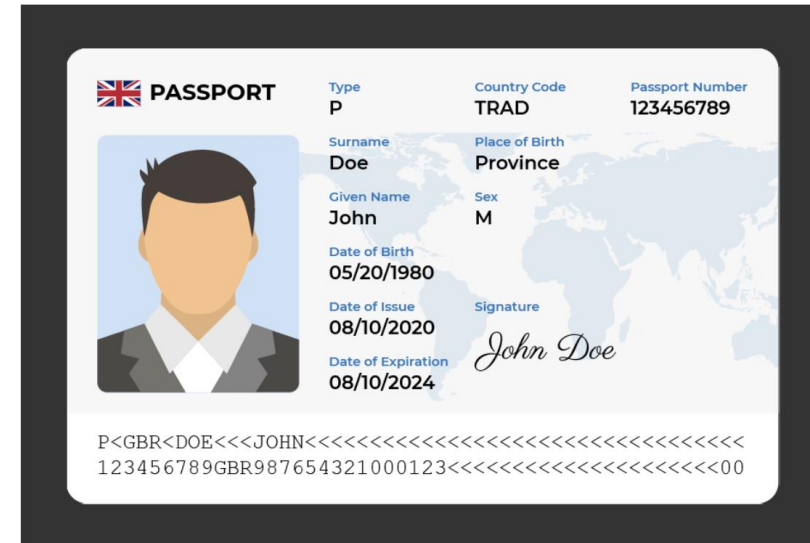 PASSPORT
Type
P
Country Code
TRAD
Passport Number
123456789
Surname
Doe
Place of Birth
Province
Given Name
John
Sex
M
Date of Birth
05/20/1980
Date of Issue
08/10/2020
Signature
John Doe
Date of Expiration
08/10/2024
P<GBR<DOE<<<JOHN<<<<<<<<<<<<<<<<<<<<<<<<<<<<<<<<<<
123456789GBR987654321000123<<<<<<<<<<<<<<<<<<<<<00